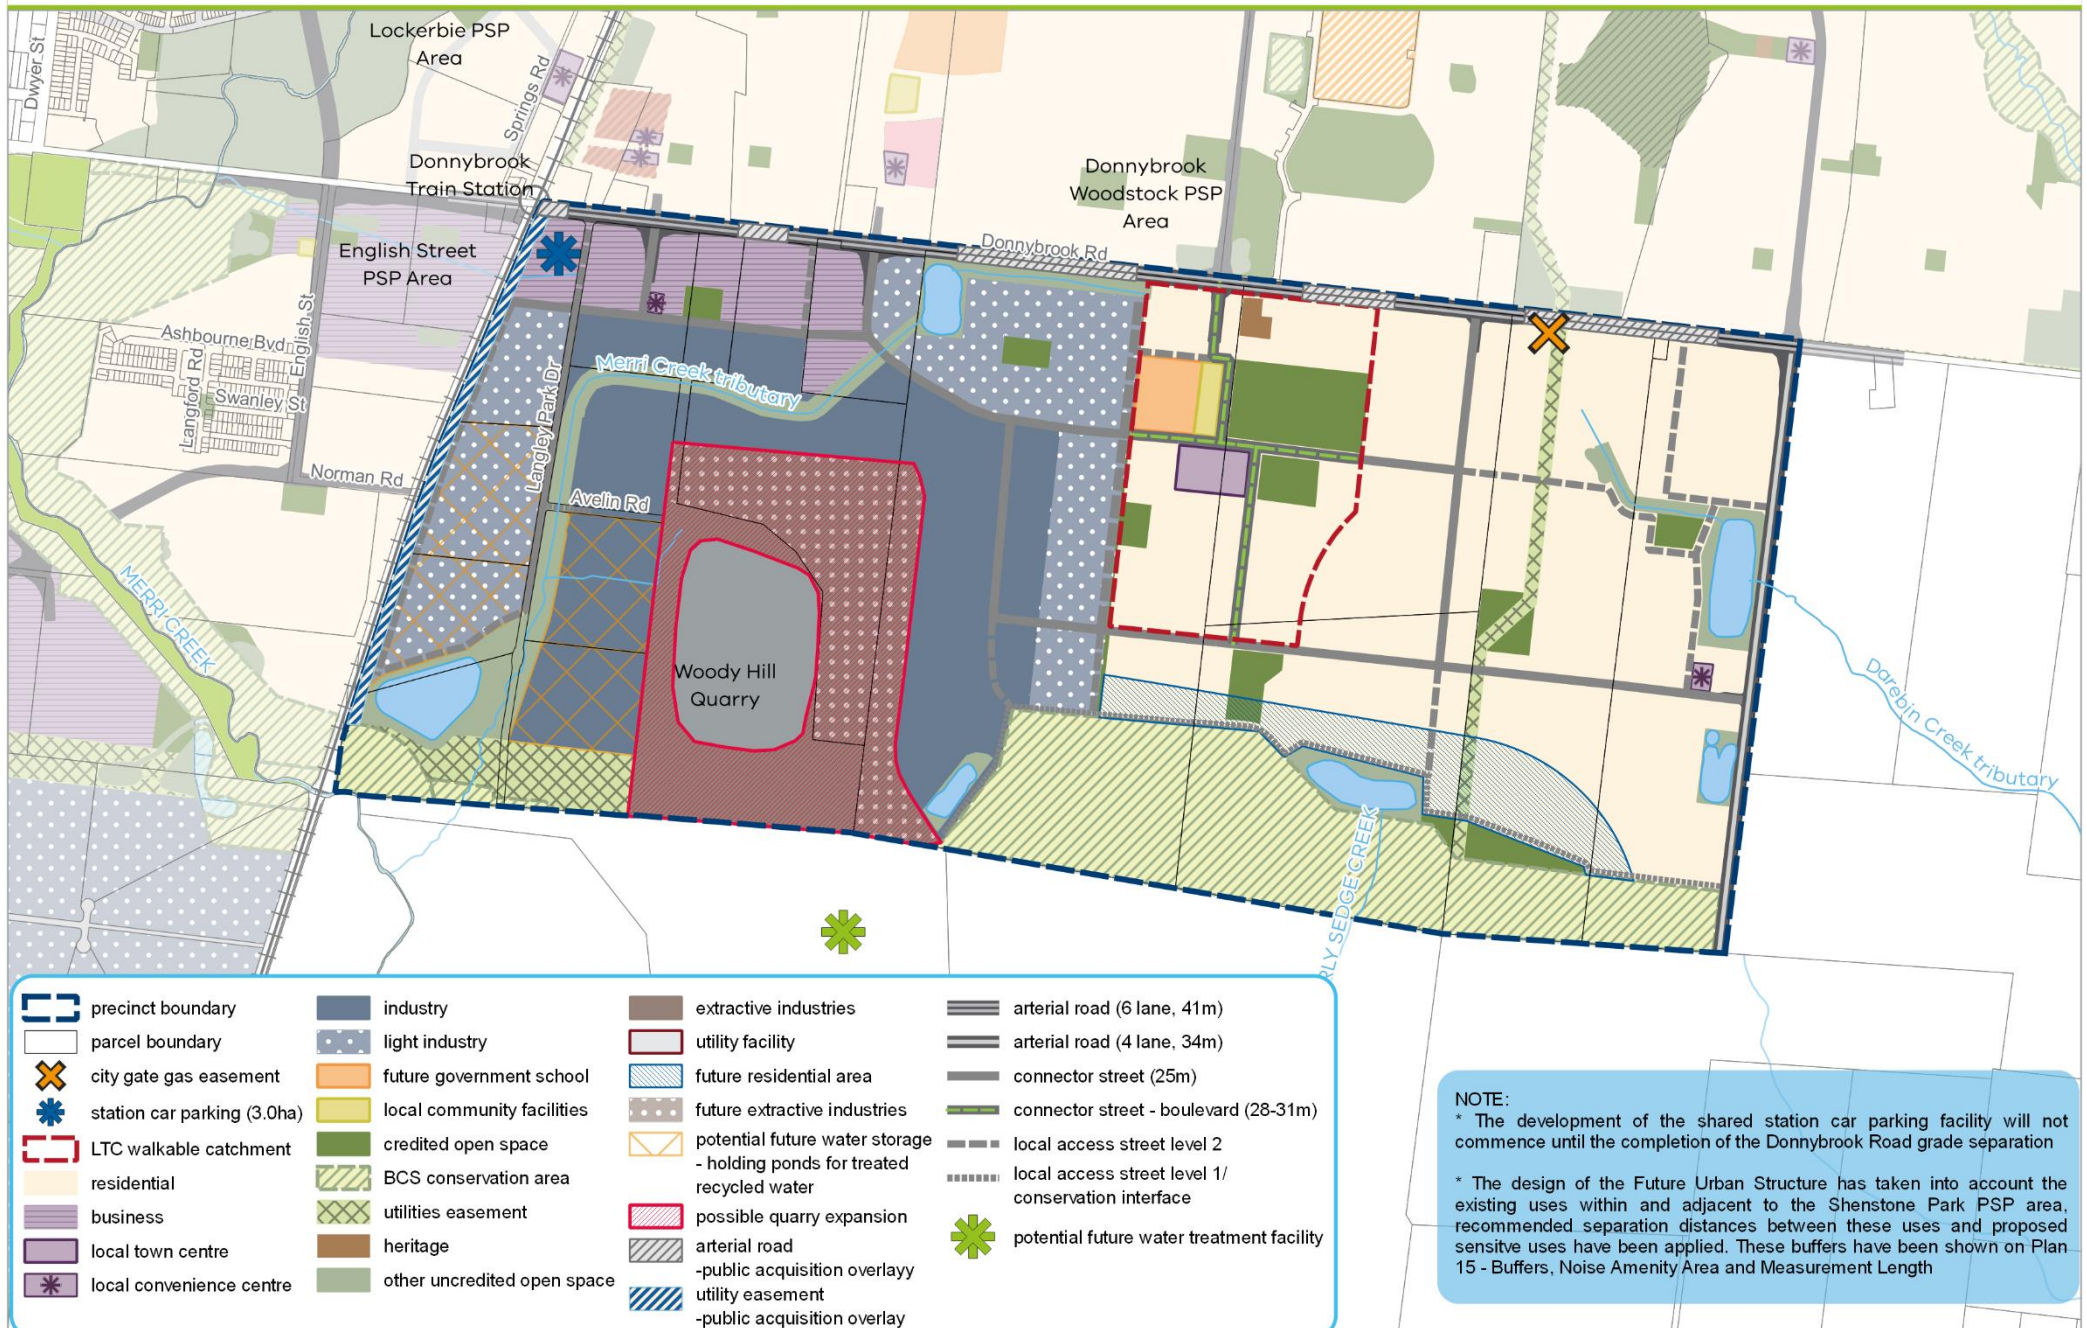 Lockerbie PSP
Area
Dwyer St
Springs Rd
Donnybrook
Train Station
Donnybrook
Woodstock PSP
Area
English Street
PSP Area
Donnybrook Rd
Ashbourne Bvd
English St
Langford Rd
Swanley St
Norman Rd
Langley Park Dr
Merri Creek tributary
Avelin Rd
MERRI CREEK
Woody Hill
Quarry
Darebin Creek tributary
RLY SEDGE CREEK
precinct boundary
parcel boundary
city gate gas easement
station car parking (3.0ha)
LTC walkable catchment
residential
business
local town centre
local convenience centre
industry
light industry
future government school
local community facilities
credited open space
BCS conservation area
utilities easement
heritage
other uncredited open space
extractive industries
utility facility
future residential area
future extractive industries
potential future water storage
- holding ponds for treated
recycled water
possible quarry expansion
arterial road
-public acquisition overlayy
utility easement
-public acquisition overlay
arterial road (6 lane, 41m)
arterial road (4 lane, 34m)
connector street (25m)
connector street - boulevard (28-31m)
local access street level 2
local access street level 1/
conservation interface
potential future water treatment facility
NOTE:
* The development of the shared station car parking facility will not
commence until the completion of the Donnybrook Road grade separation
* The design of the Future Urban Structure has taken into account the
existing uses within and adjacent to the Shenstone Park PSP area,
recommended separation distances between these uses and proposed
sensitve uses have been applied. These buffers have been shown on Plan
15 - Buffers, Noise Amenity Area and Measurement Length